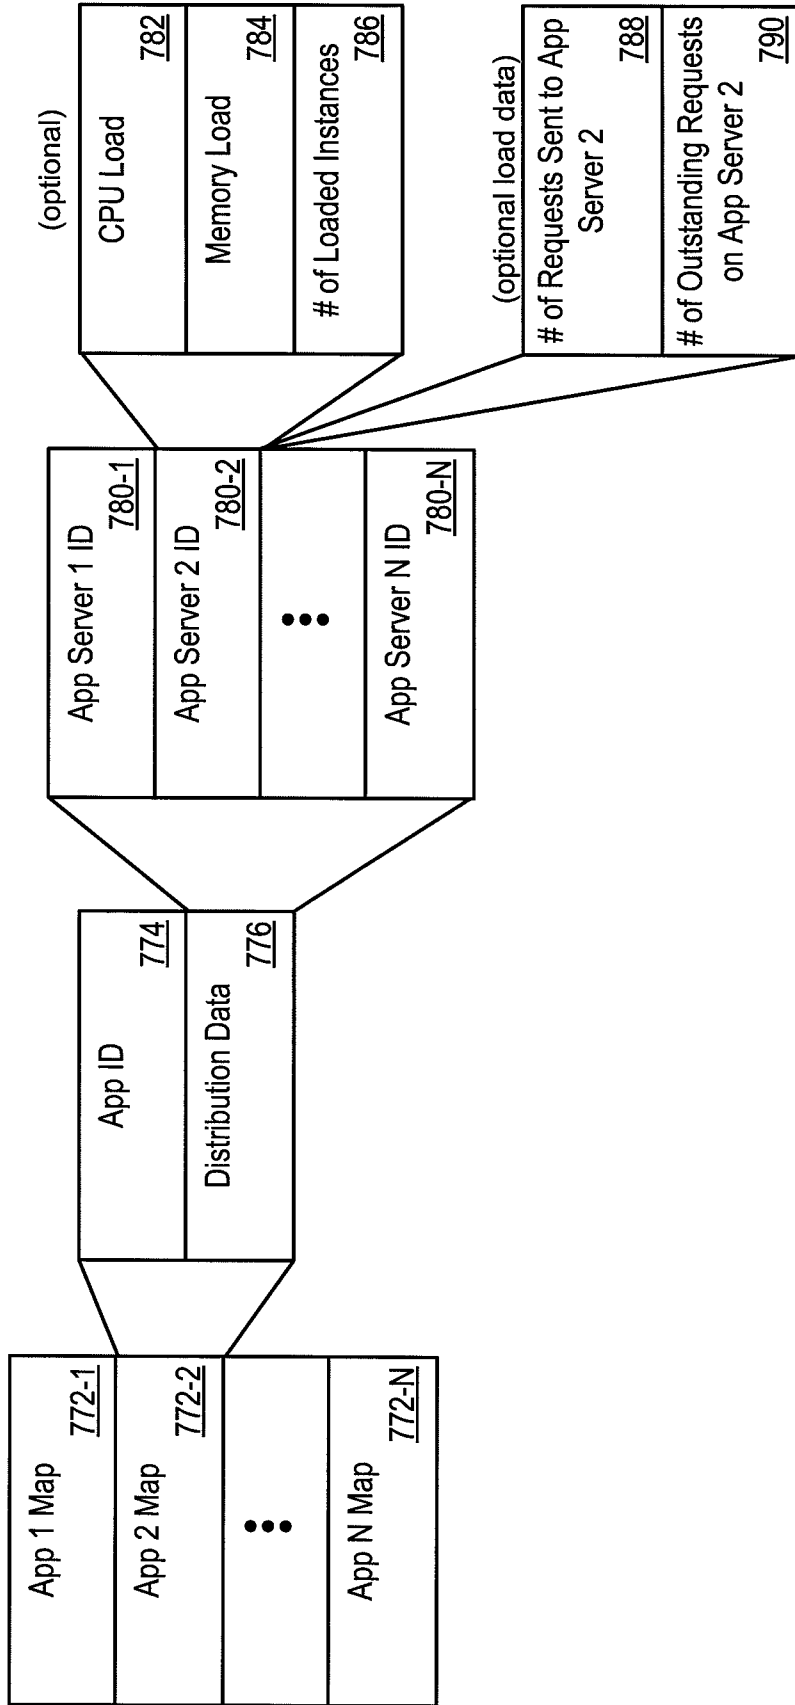 App 1 Map
772-1
App 2 Map
772-2
App N Map
772-N
App ID
774
Distribution Data
776
App Server 1 ID
780-1
App Server 2 ID
780-2
App Server N ID
780-N
(optional)
CPU Load
782
Memory Load
784
# of Loaded Instances
786
(optional load data)
# of Requests Sent to App
Server 2
788
# of Outstanding Requests
on App Server 2
790